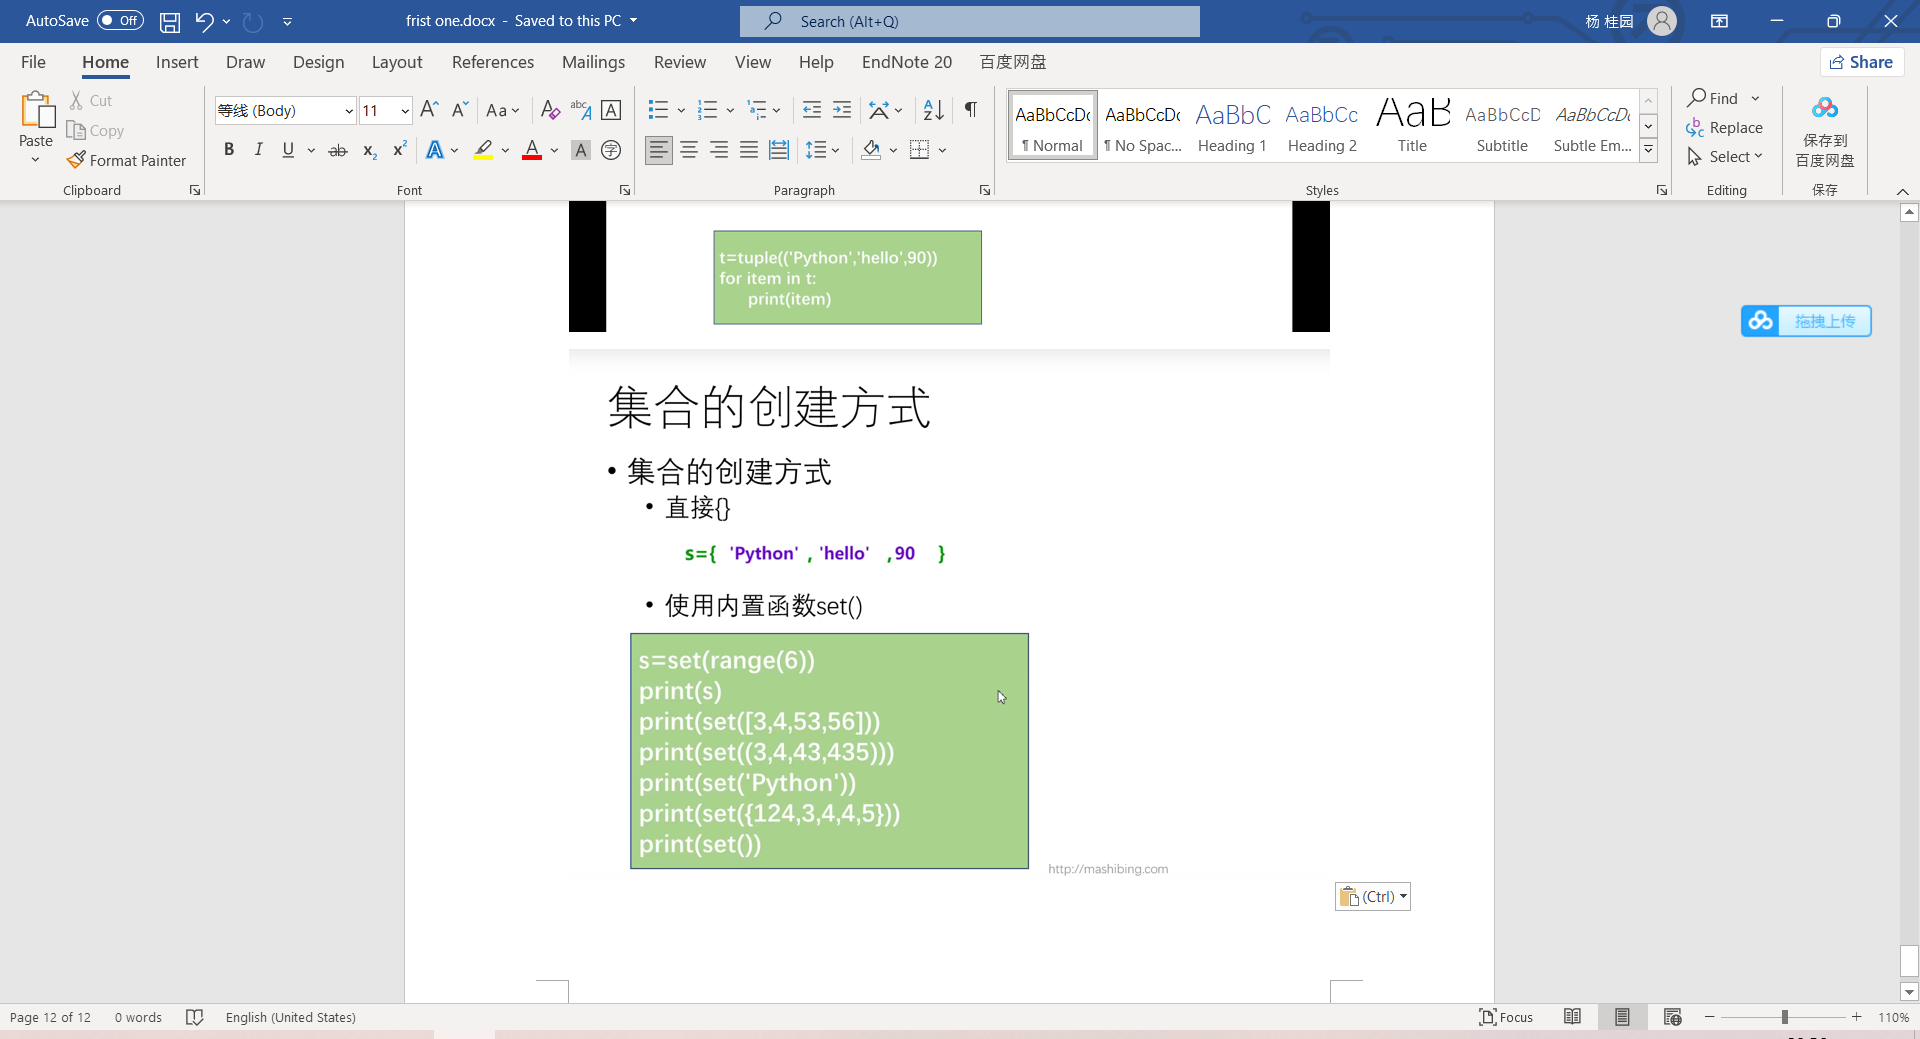 AutoSave Off frist one.docx - Saved to this PC Search (Alt+Q) 杨 桂园
File Home Insert Draw Design Layout References Mailings Review View Help EndNote 20 百度网盘 Share
Paste
Cut
Copy
Format Painter
Clipboard
等线 (Body) 11
Font
Paragraph
AaBbCcDc AaBbCcDc AaBbC AaBbCc AaB AaBbCcD AaBbCcDc
Normal No Spac... Heading 1 Heading 2 Title Subtitle Subtle Em...
Styles
Find
Replace
Select
Editing
保存到
百度网盘
保存
t=tuple(('Python','hello',90))
for item in t:
print(item)
拖拽上传
集合的创建方式
• 集合的创建方式
• 直接{}
s={ 'Python' , 'hello' ,90 }
• 使用内置函数set()
s=set(range(6))
print(s)
print(set([3,4,53,56]))
print(set((3,4,43,435)))
print(set('Python'))
print(set({124,3,4,4,5}))
print(set())
http://mashibing.com
(Ctrl)
Page 12 of 12 0 words English (United States) Focus 110%